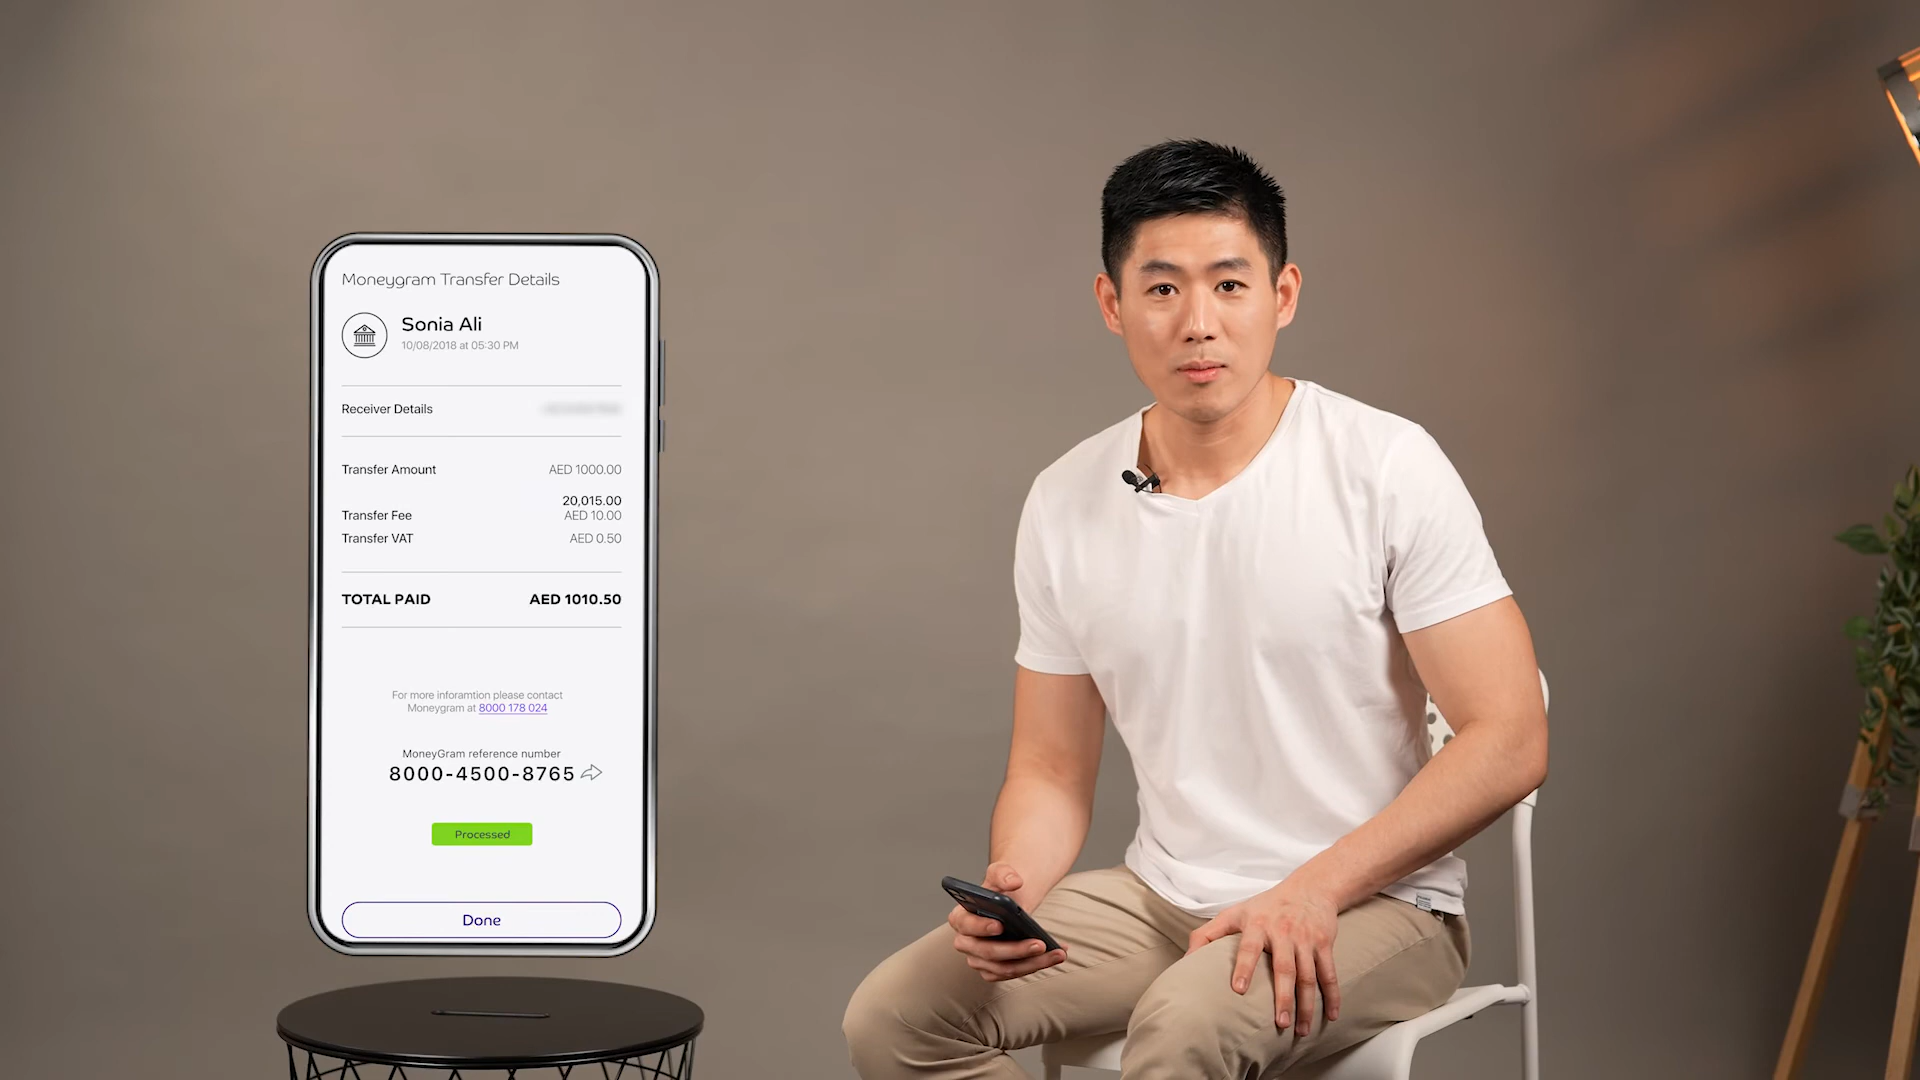 Moneygram Transfer Details
Sonia Ali
10/08/2018 at 05:30 PM
Receiver Details
Transfer Amount AED 1000.00
20,015.00
Transfer Fee AED 10.00
Transfer VAT AED 0.50
TOTAL PAID AED 1010.50
For more inforamtion please contact
Moneygram at 8000 178 024
MoneyGram reference number
8000-4500-8765
Processed
Done